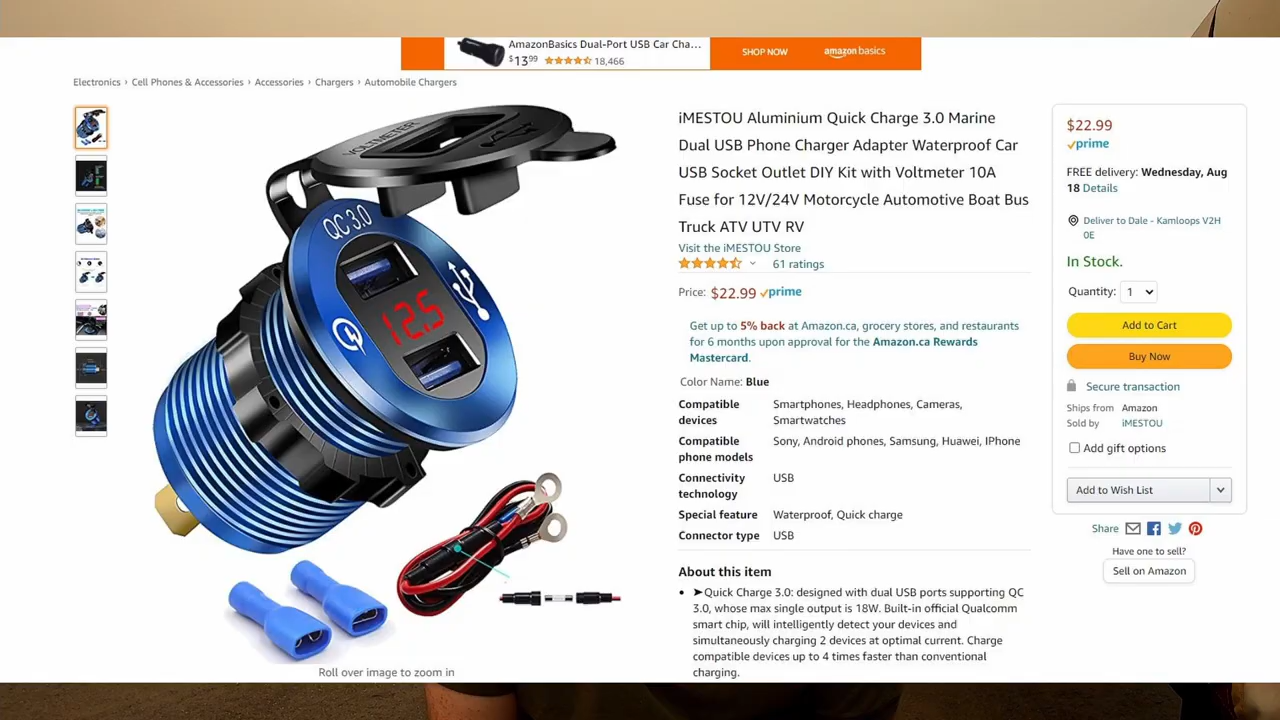 AmazonBasics Dual-Port USB Car Cha...
$13⁹⁹ 18,466
SHOP NOW
amazon basics
Electronics › Cell Phones & Accessories › Accessories › Chargers › Automobile Chargers
VOLTMETER
QC 3.0
12.5
Roll over image to zoom in
iMESTOU Aluminium Quick Charge 3.0 Marine
Dual USB Phone Charger Adapter Waterproof Car
USB Socket Outlet DIY Kit with Voltmeter 10A
Fuse for 12V/24V Motorcycle Automotive Boat Bus
Truck ATV UTV RV
Visit the iMESTOU Store
61 ratings
Price: $22.99 prime
Get up to 5% back at Amazon.ca, grocery stores, and restaurants
for 6 months upon approval for the Amazon.ca Rewards
Mastercard.
Color Name: Blue
Compatible devices Smartphones, Headphones, Cameras,
Smartwatches
Compatible phone models Sony, Android phones, Samsung, Huawei, IPhone
Connectivity technology USB
Special feature Waterproof, Quick charge
Connector type USB
About this item
• ➤Quick Charge 3.0: designed with dual USB ports supporting QC
3.0, whose max single output is 18W. Built-in official Qualcomm
smart chip, will intelligently detect your devices and
simultaneously charging 2 devices at optimal current. Charge
compatible devices up to 4 times faster than conventional
charging.
$22.99
prime
FREE delivery: Wednesday, Aug
18 Details
Deliver to Dale - Kamloops V2H
0E
In Stock.
Quantity: 1
Add to Cart
Buy Now
Secure transaction
Ships from Amazon
Sold by iMESTOU
Add gift options
Add to Wish List
Share
Have one to sell?
Sell on Amazon